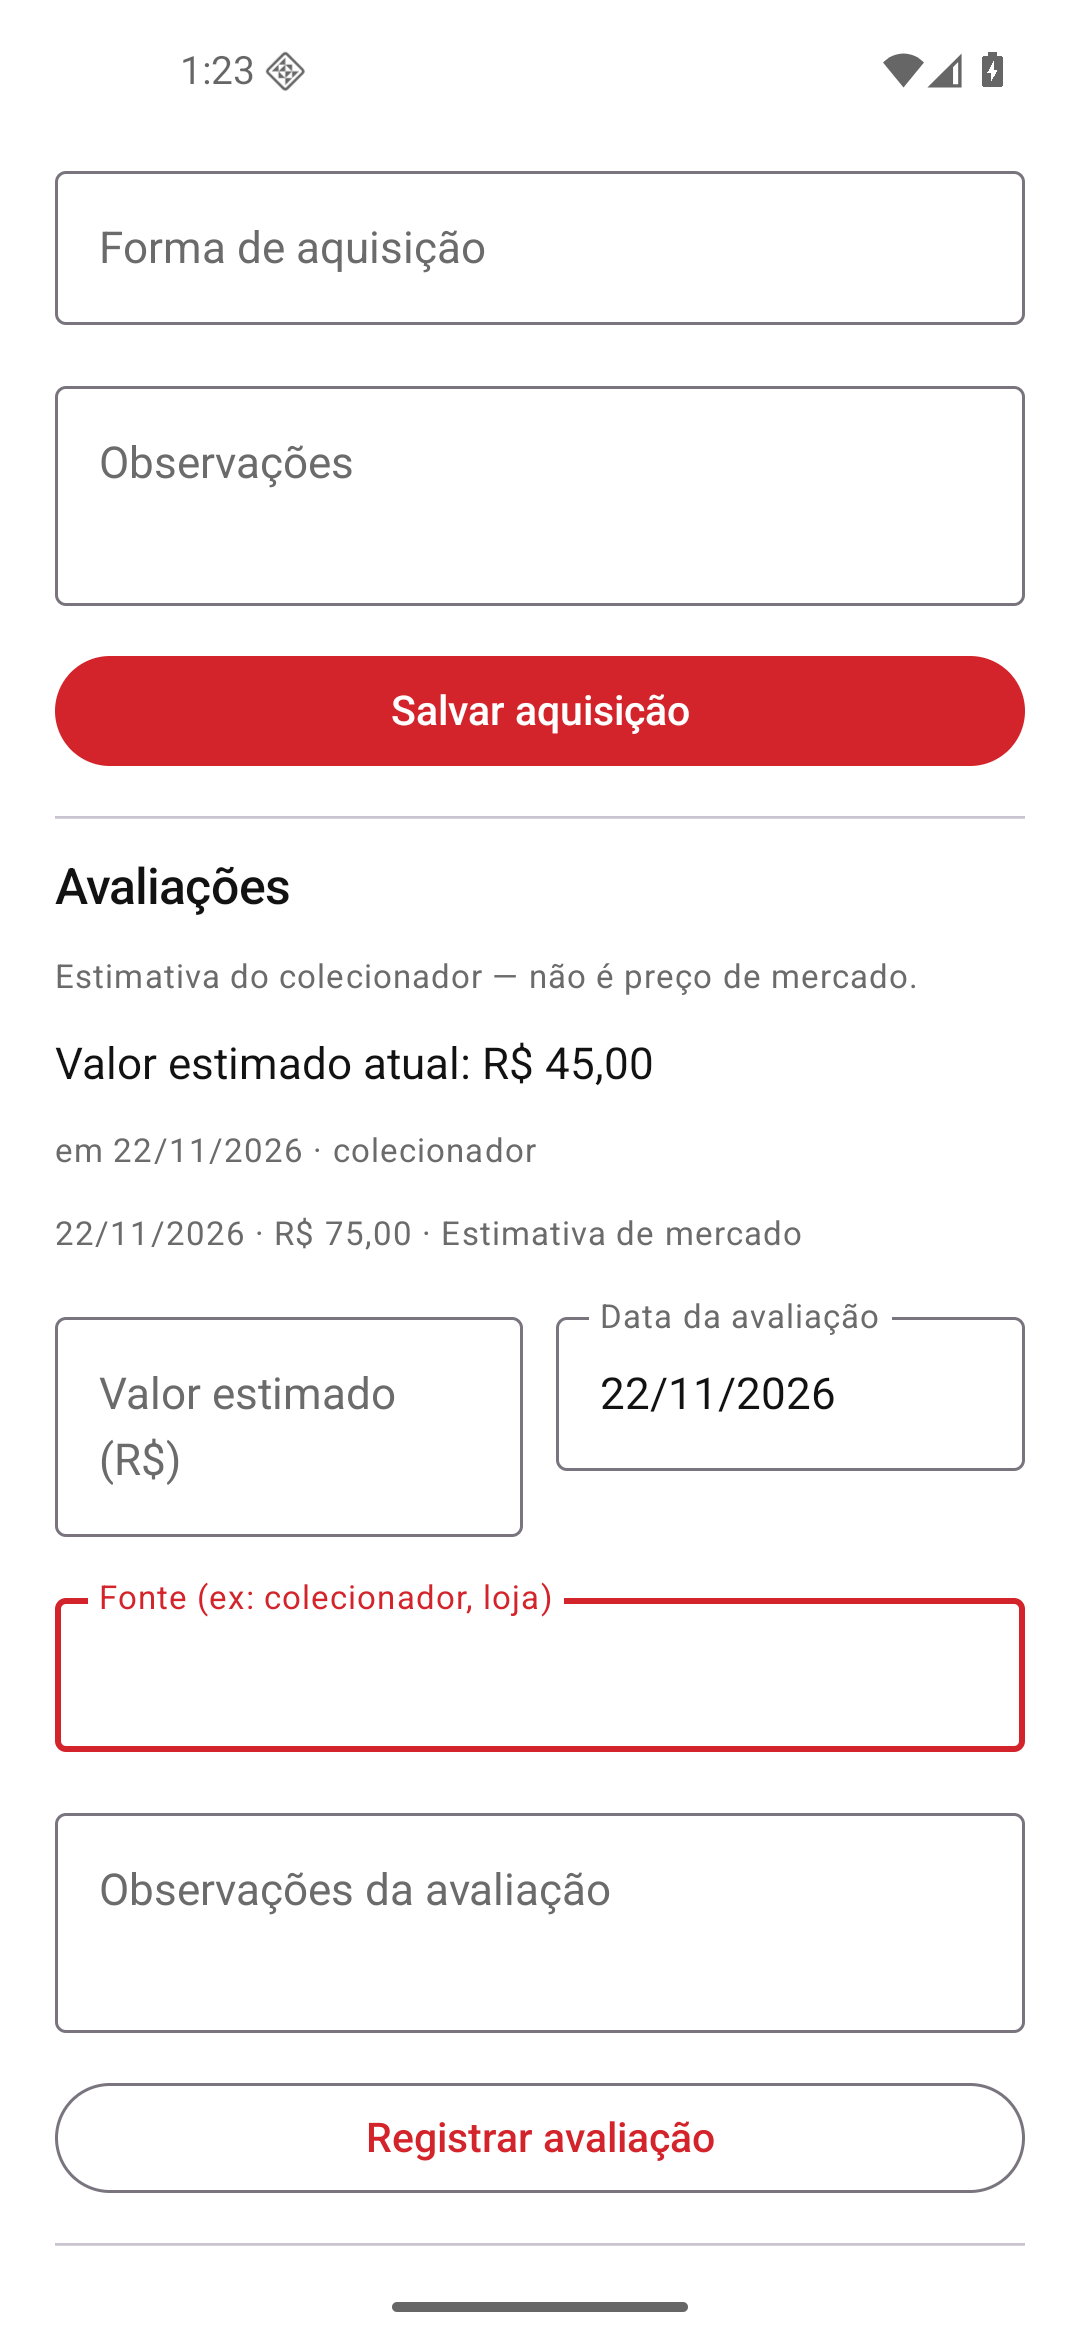 1:23
Forma de aquisição
Observações
Salvar aquisição
Avaliações
Estimativa do colecionador — não é preço de mercado.
Valor estimado atual: R$ 45,00
em 22/11/2026 · colecionador
22/11/2026 · R$ 75,00 · Estimativa de mercado
Valor estimado
(R$)
Data da avaliação
22/11/2026
Fonte (ex: colecionador, loja)
Observações da avaliação
Registrar avaliação